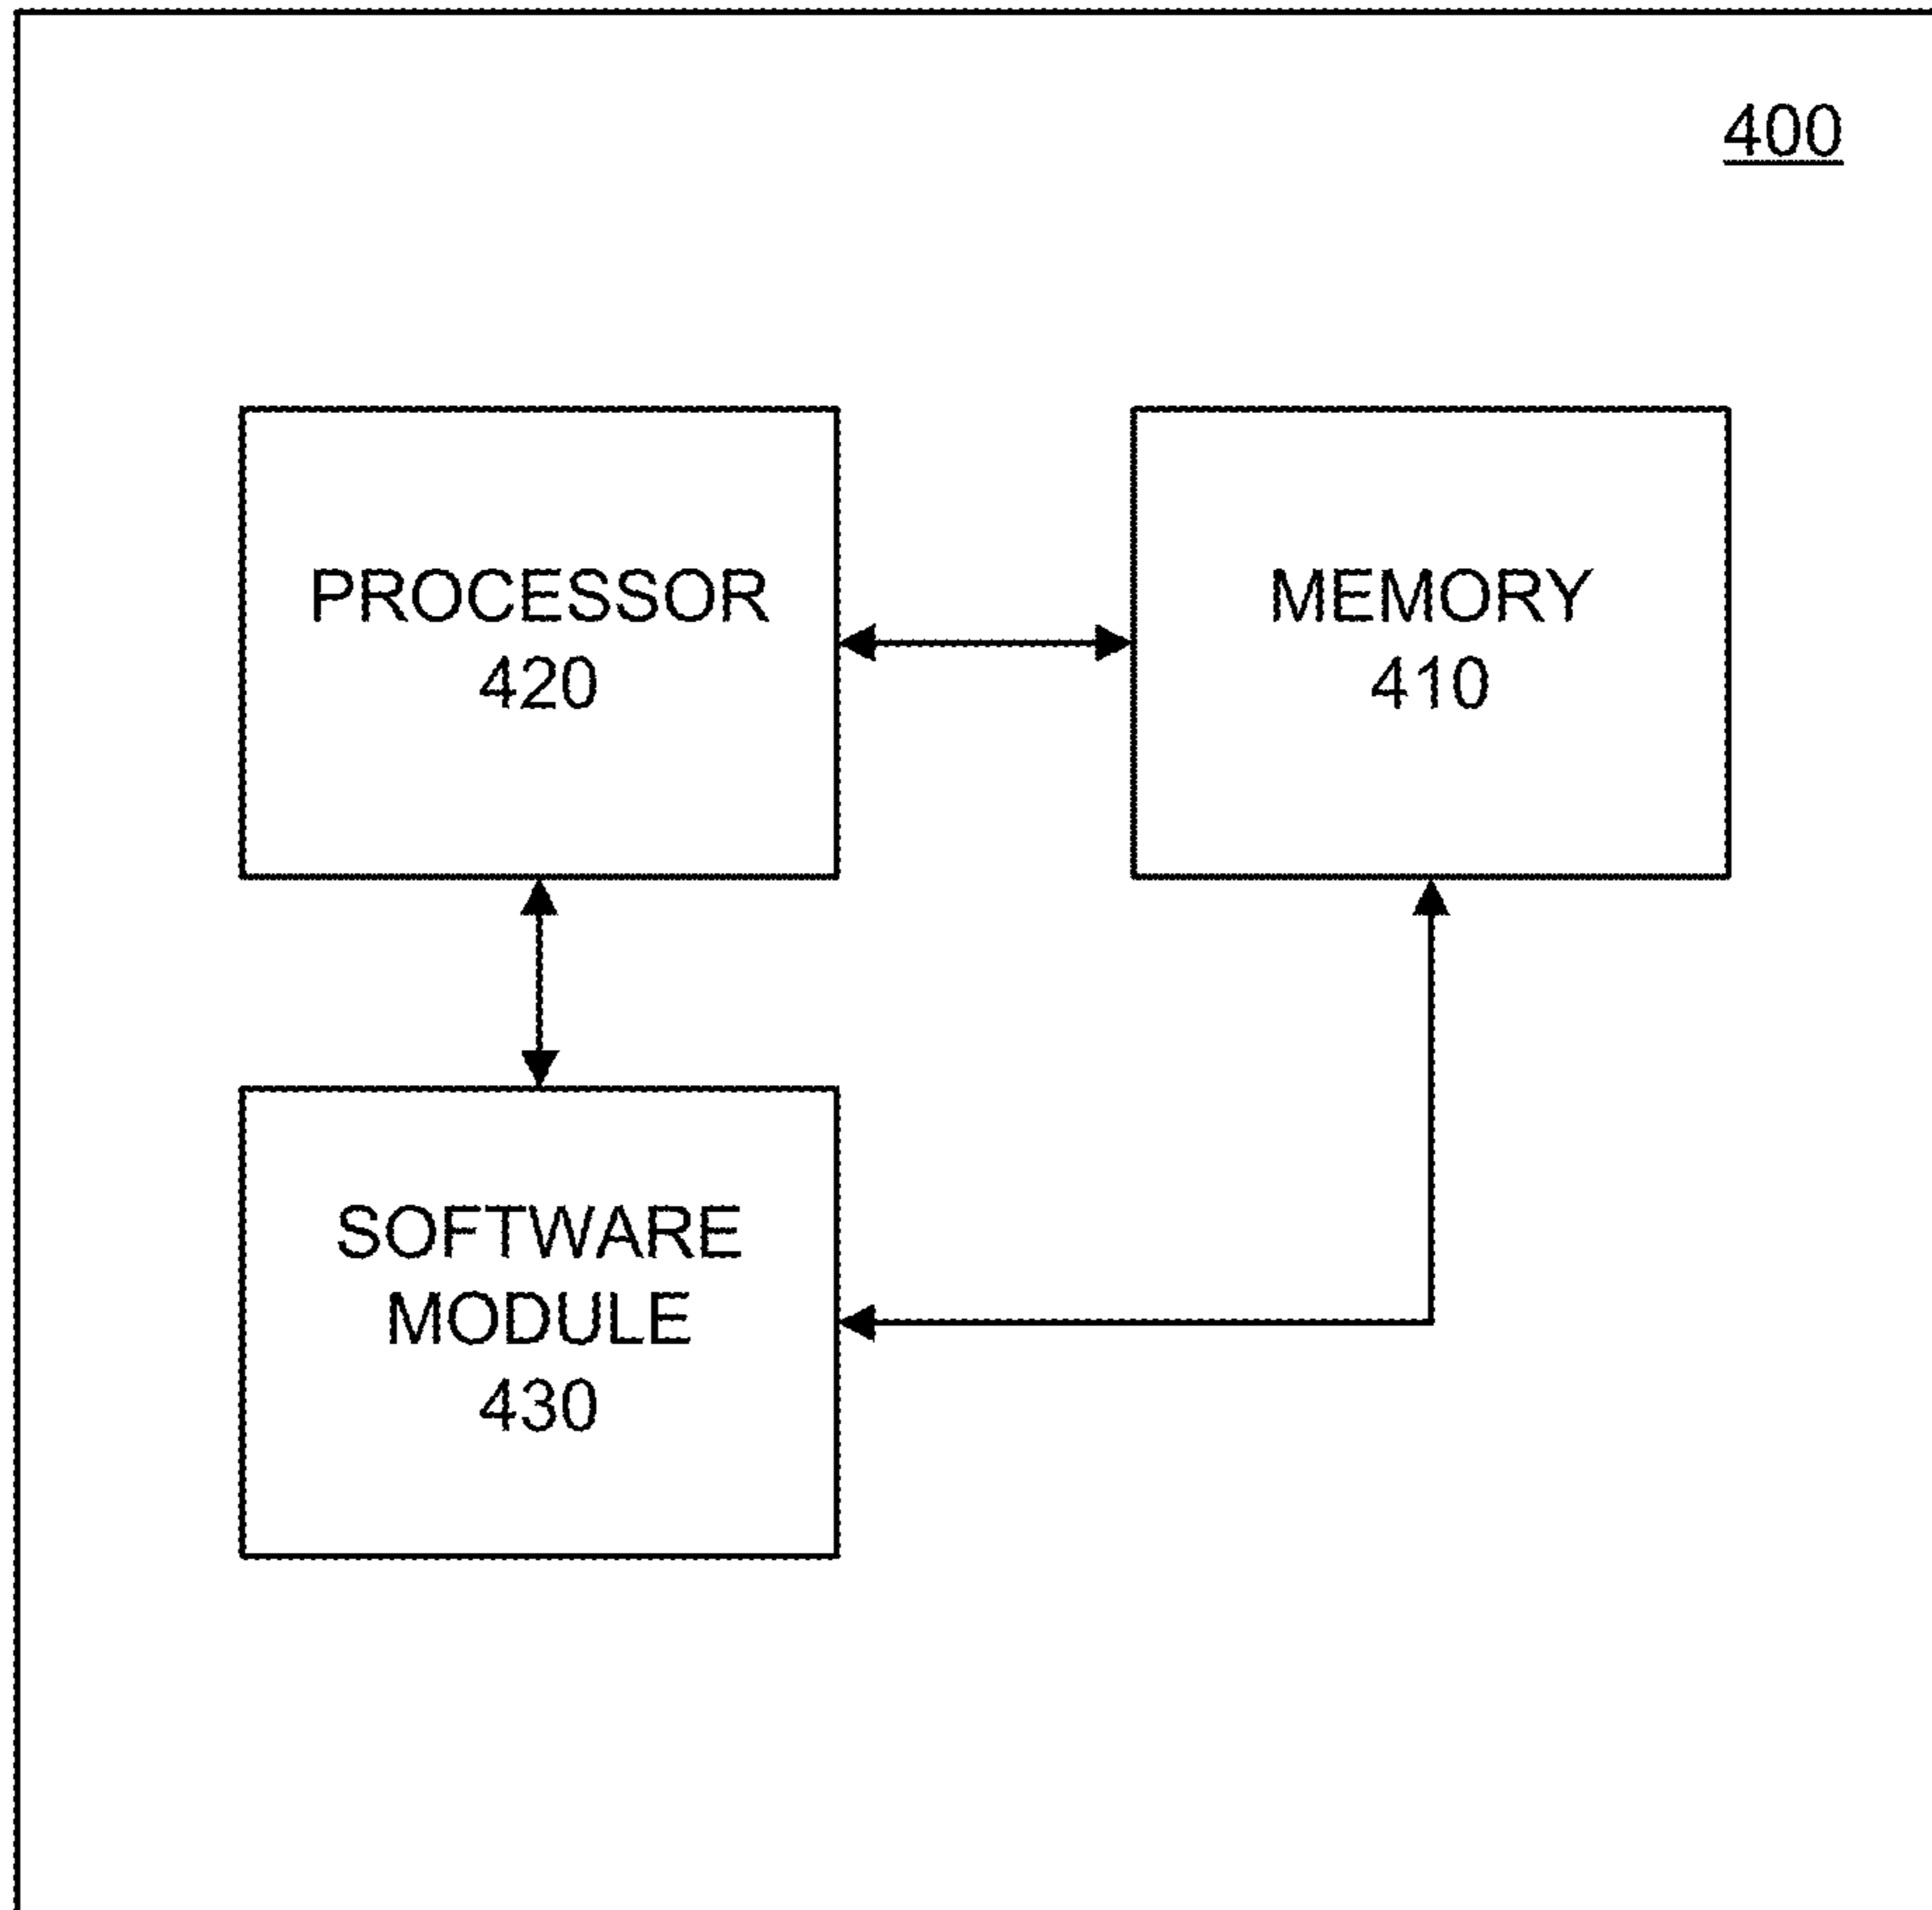 400
PROCESSOR
420
MEMORY
410
SOFTWARE
MODULE
430